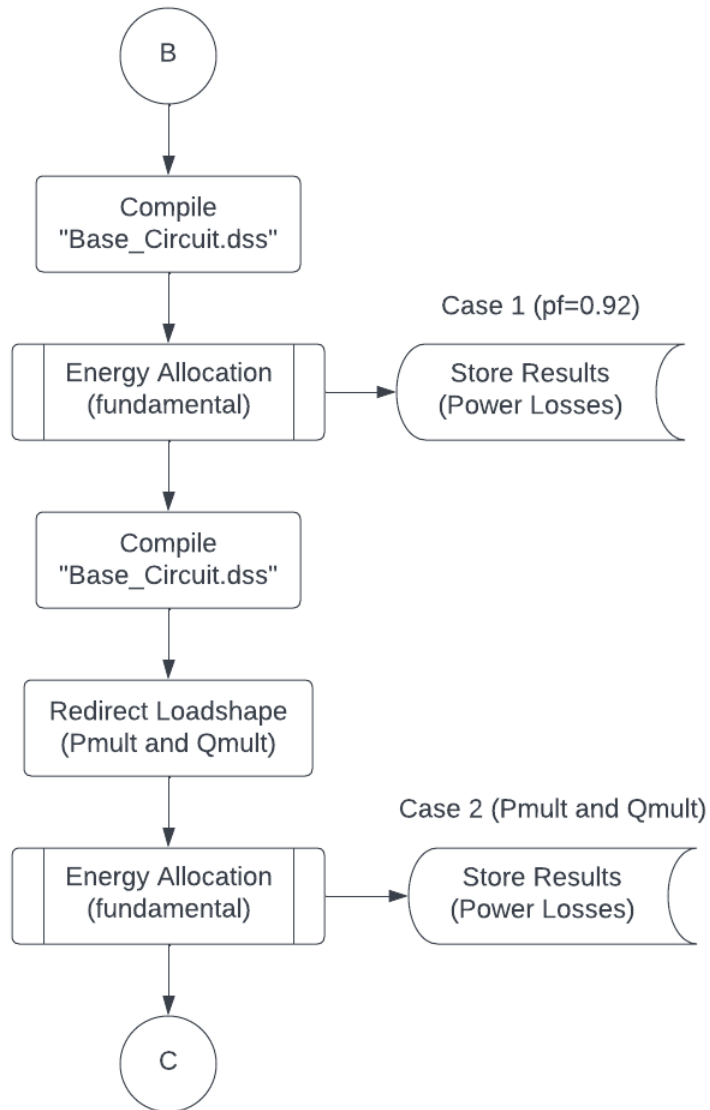 B
Compile
"Base_Circuit.dss"
Case 1 (pf=0.92)
Energy Allocation
(fundamental)
Store Results
(Power Losses)
Compile
"Base_Circuit.dss"
Redirect Loadshape
(Pmult and Qmult)
Case 2 (Pmult and Qmult)
Energy Allocation
(fundamental)
Store Results
(Power Losses)
C